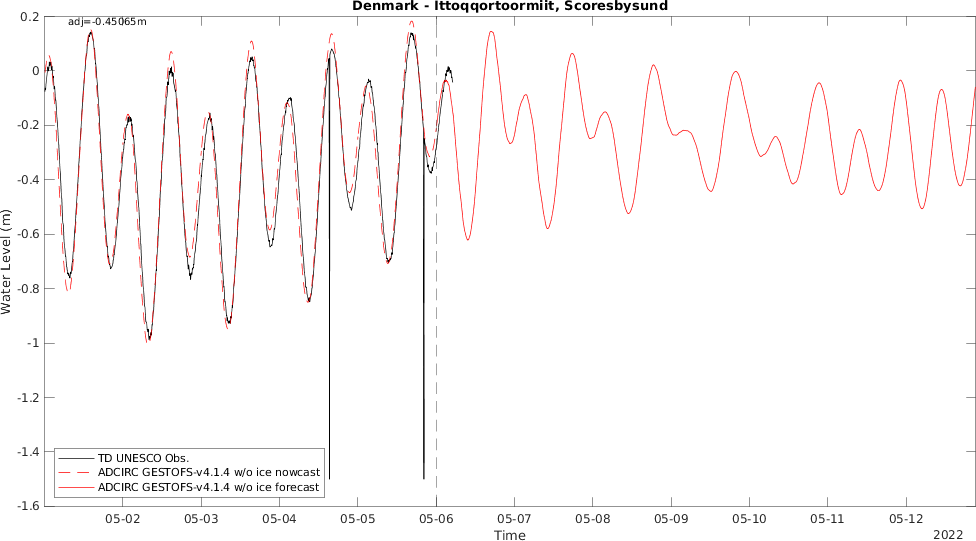 Denmark - Ittoqqortoormiit, Scoresbysund
adj=-0.45065m
0.2
0
-0.2
-0.4
-0.6
-0.8
-1
-1.2
-1.4
-1.6
Water Level (m)
TD UNESCO Obs.
ADCIRC GESTOFS-v4.1.4 w/o ice nowcast
ADCIRC GESTOFS-v4.1.4 w/o ice forecast
05-02 05-03 05-04 05-05 05-06 05-07 05-08 05-09 05-10 05-11 05-12
Time
2022